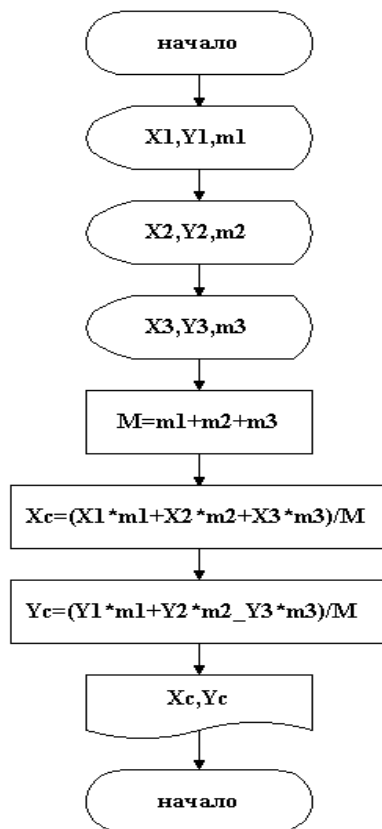 начало
X1,Y1,m1
X2,Y2,m2
X3,Y3,m3
M=m1+m2+m3
Xc=(X1*m1+X2*m2+X3*m3)/M
Yc=(Y1*m1+Y2*m2_Y3*m3)/M
Xc,Yc
начало